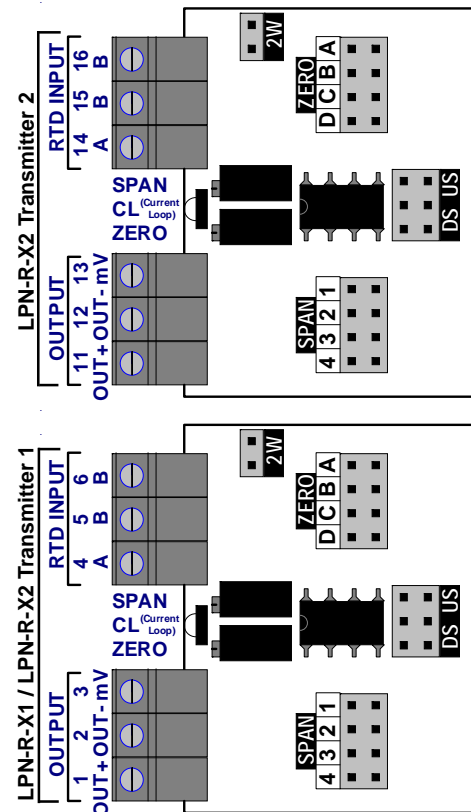 LPN-R-X2 Transmitter 2
RTD INPUT
14 15 16
A B B
OUTPUT
11 12 13
OUT+ OUT- mV
SPAN
CL (Current Loop)
ZERO
2W
ZERO
D C B A
DS US
SPAN
4 3 2 1
LPN-R-X1 / LPN-R-X2 Transmitter 1
RTD INPUT
4 5 6
A B B
OUTPUT
1 2 3
OUT+ OUT- mV
SPAN
CL (Current Loop)
ZERO
2W
ZERO
D C B A
DS US
SPAN
4 3 2 1